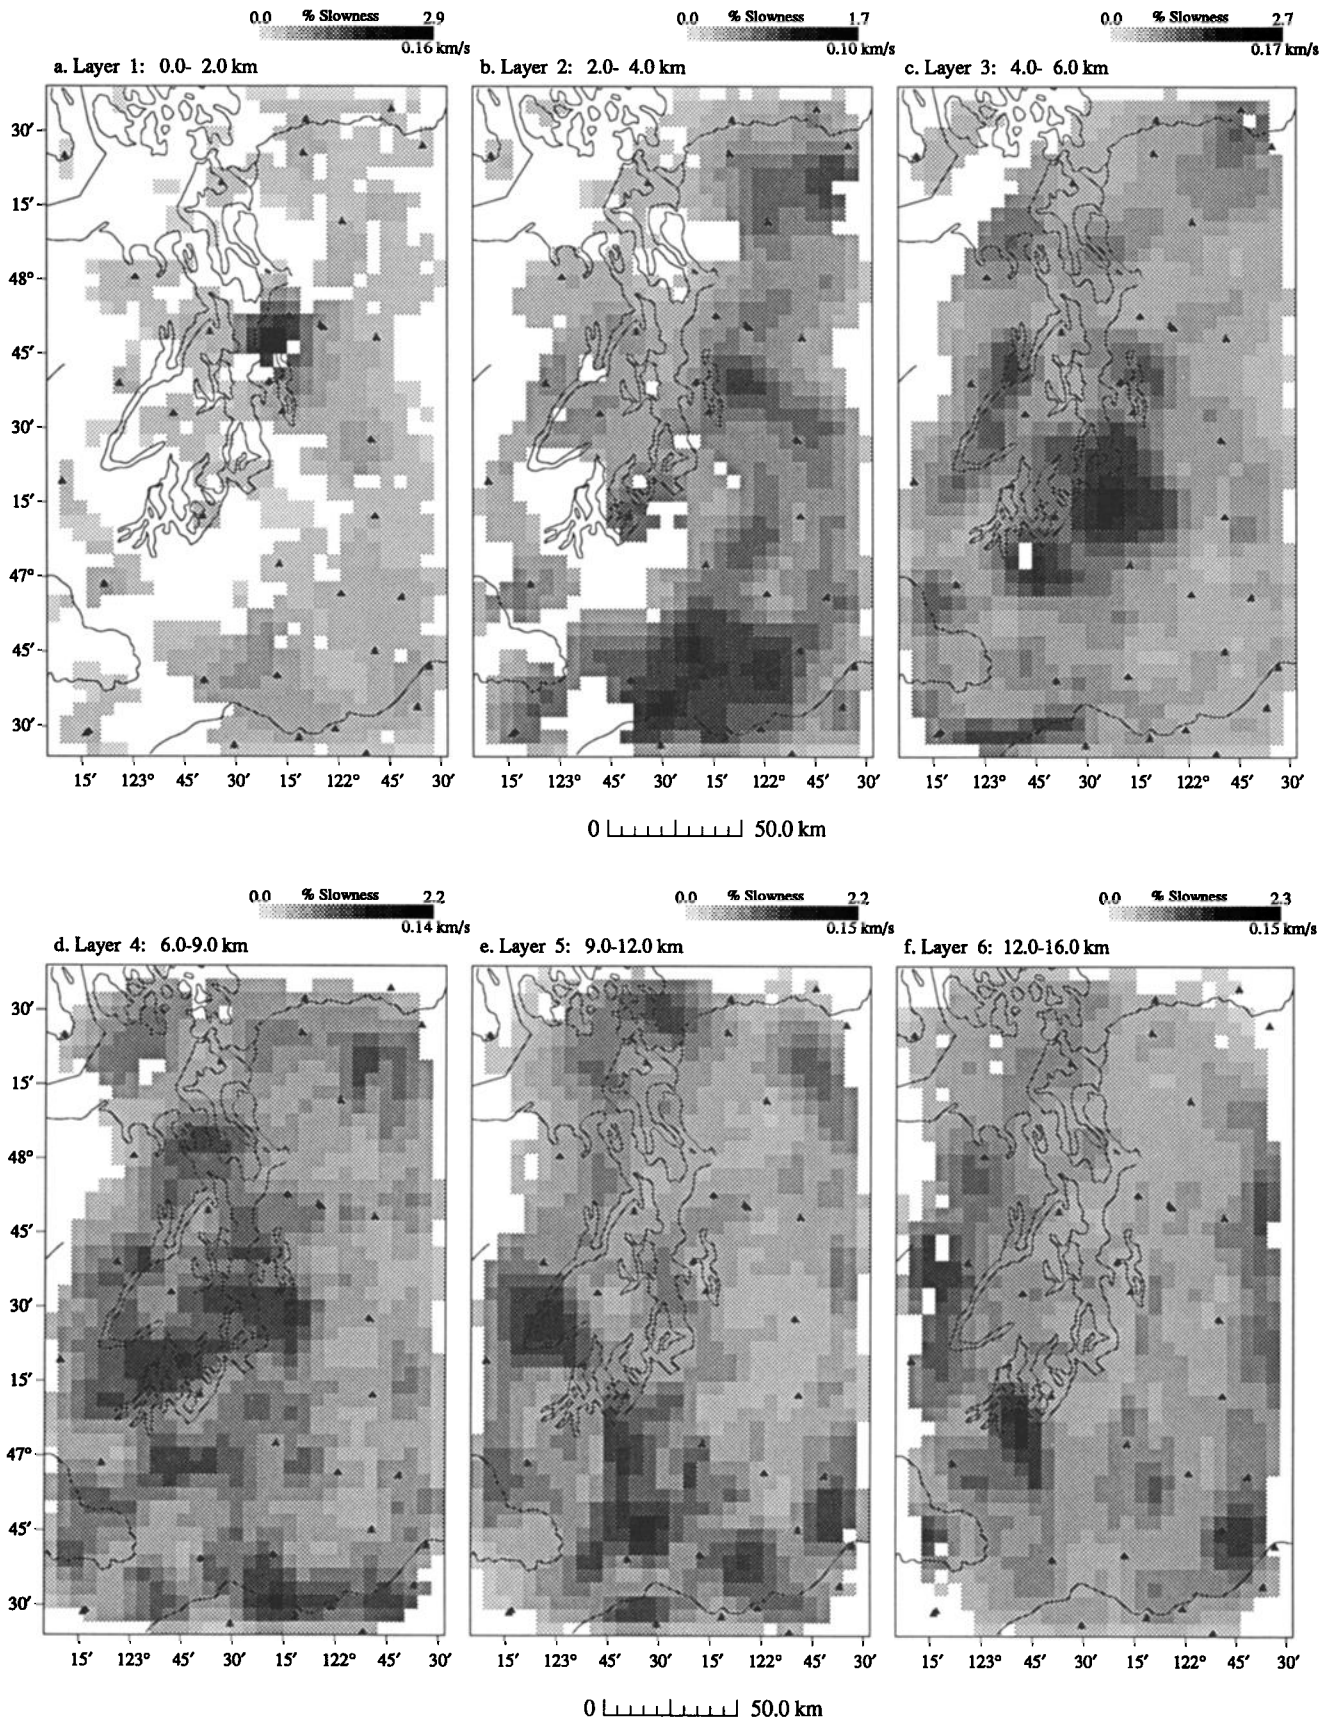 0.0 % Slowness 2.9
0.16 km/s
a. Layer 1: 0.0- 2.0 km
0.0 % Slowness 1.7
0.10 km/s
b. Layer 2: 2.0- 4.0 km
0.0 % Slowness 2.7
0.17 km/s
c. Layer 3: 4.0- 6.0 km
30′
15′
48°
45′
30′
15′
47°
45′
30′
15′ 123° 45′ 30′ 15′ 122° 45′ 30′
15′ 123° 45′ 30′ 15′ 122° 45′ 30′
15′ 123° 45′ 30′ 15′ 122° 45′ 30′
0 50.0 km
0.0 % Slowness 2.2
0.14 km/s
d. Layer 4: 6.0-9.0 km
0.0 % Slowness 2.2
0.15 km/s
e. Layer 5: 9.0-12.0 km
0.0 % Slowness 2.3
0.15 km/s
f. Layer 6: 12.0-16.0 km
30′
15′
48°
45′
30′
15′
47°
45′
30′
15′ 123° 45′ 30′ 15′ 122° 45′ 30′
15′ 123° 45′ 30′ 15′ 122° 45′ 30′
15′ 123° 45′ 30′ 15′ 122° 45′ 30′
0 50.0 km